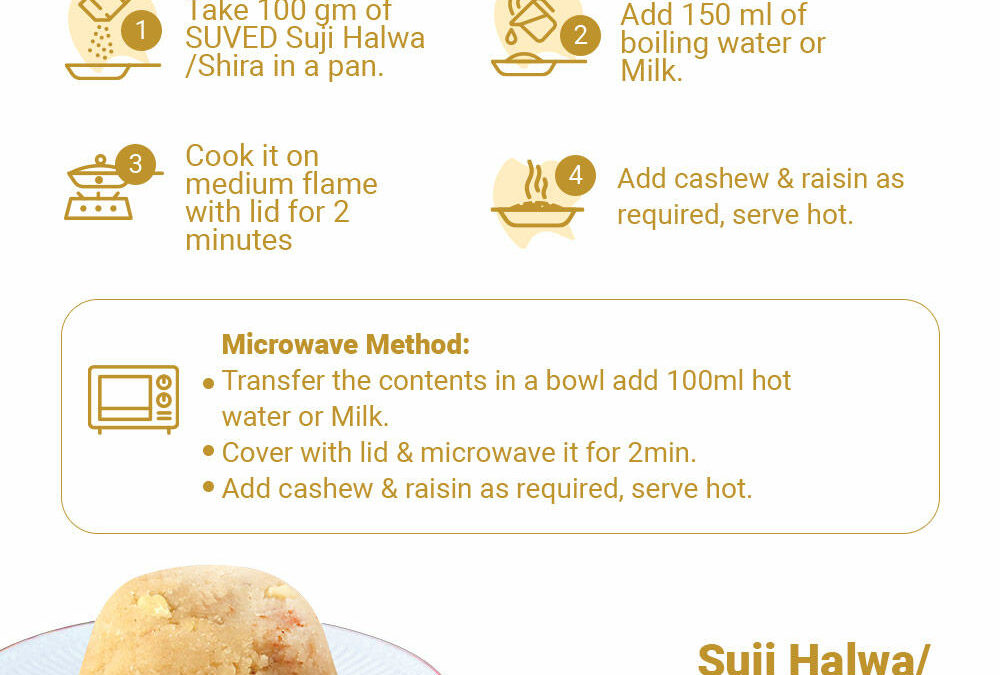 1
Take 100 gm of
SUVED Suji Halwa
/Shira in a pan.
2
Add 150 ml of
boiling water or
Milk.
3
Cook it on
medium flame
with lid for 2
minutes
4
Add cashew & raisin as
required, serve hot.
Microwave Method:
• Transfer the contents in a bowl add 100ml hot
water or Milk.
• Cover with lid & microwave it for 2min.
• Add cashew & raisin as required, serve hot.
Suji Halwa/